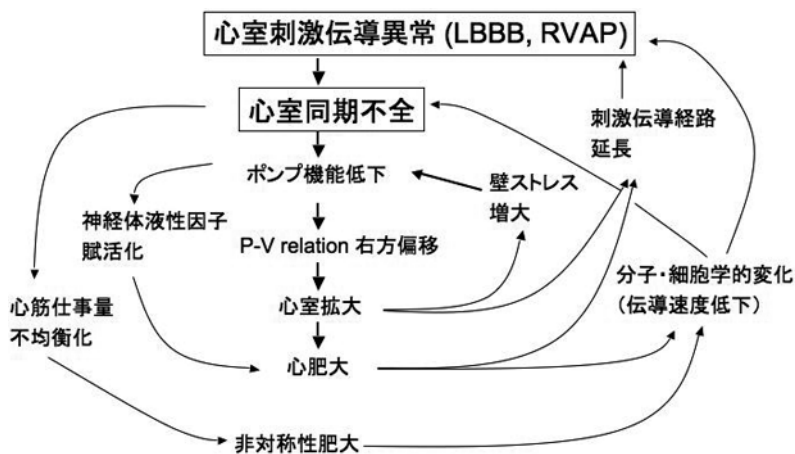 心室刺激伝導異常 (LBBB, RVAP)
心室同期不全
刺激伝導経路
延長
ポンプ機能低下
壁ストレス
増大
神経体液性因子
賦活化
P-V relation 右方偏移
分子・細胞学的変化
（伝導速度低下）
心筋仕事量
不均衡化
心室拡大
心肥大
非対称性肥大